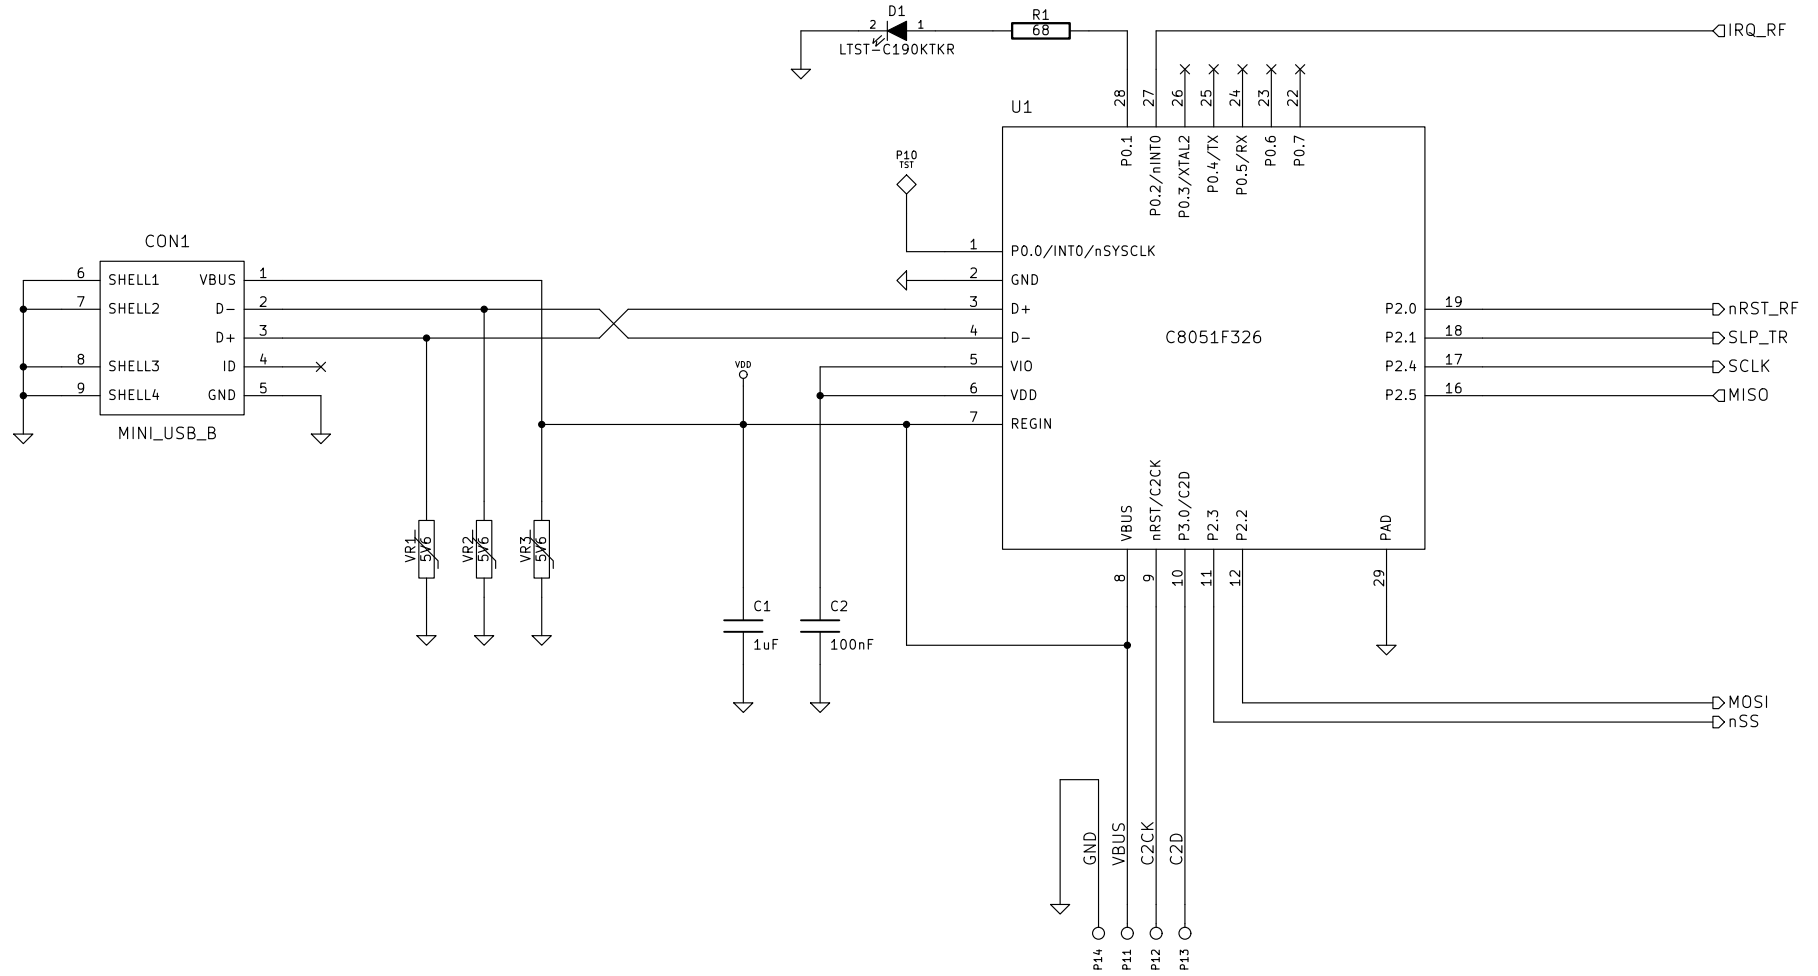 D1
2
1
LTST-C190KTKR
R1
68
IRQ_RF
U1
28
27
26
25
24
23
22
P0.1
P0.2/nINT0
P0.3/XTAL2
P0.4/TX
P0.5/RX
P0.6
P0.7
P10
TST
CON1
6 SHELL1 VBUS 1
7 SHELL2 D- 2
D+ 3
8 SHELL3 ID 4
9 SHELL4 GND 5
MINI_USB_B
1 P0.0/INT0/nSYSCLK
2 GND
3 D+
4 D-
5 VIO
6 VDD
7 REGIN
C8051F326
P2.0 19 nRST_RF
P2.1 18 SLP_TR
P2.4 17 SCLK
P2.5 16 MISO
VDD
VR1
5V6
VR2
5V6
VR3
5V6
C1
1uF
C2
100nF
VBUS
nRST/C2CK
P3.0/C2D
P2.3
P2.2
PAD
8
9
10
11
12
29
MOSI
nSS
GND
VBUS
C2CK
C2D
P14
P11
P12
P13